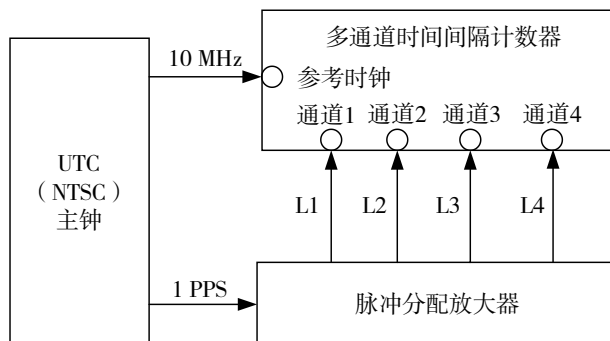 多通道时间间隔计数器
10 MHz
参考时钟
通道1 通道2 通道3 通道4
UTC
（NTSC）
主钟
L1 L2 L3 L4
1 PPS
脉冲分配放大器